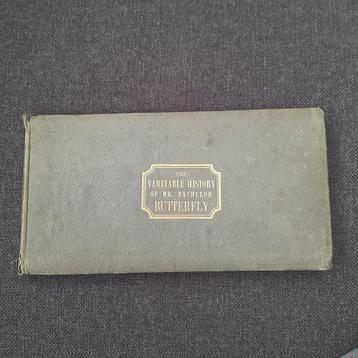 THE
VERITABLE HISTORY
OF MR. BACHELOR
BUTTERFLY